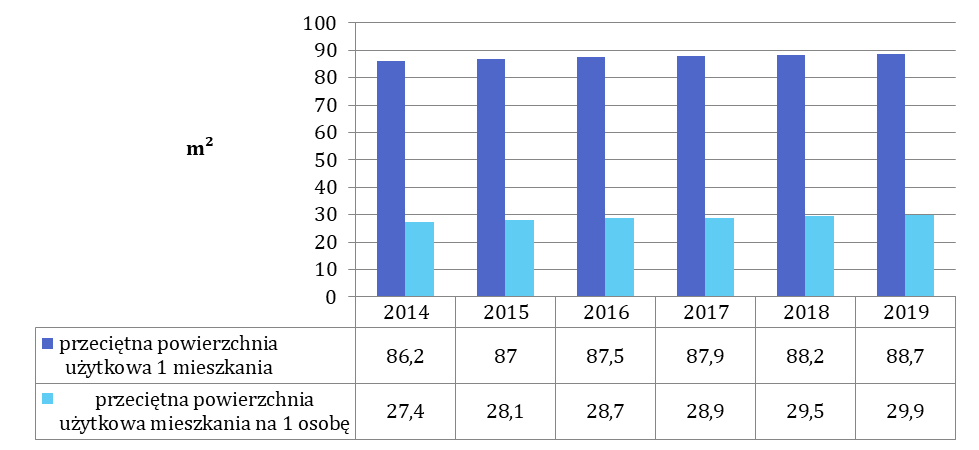 100
90
80
70
60
50
40
30
20
10
0
m²
2014 2015 2016 2017 2018 2019
przeciętna powierzchnia
użytkowa 1 mieszkania
86,2 87 87,5 87,9 88,2 88,7
przeciętna powierzchnia
użytkowa mieszkania na 1 osobę
27,4 28,1 28,7 28,9 29,5 29,9